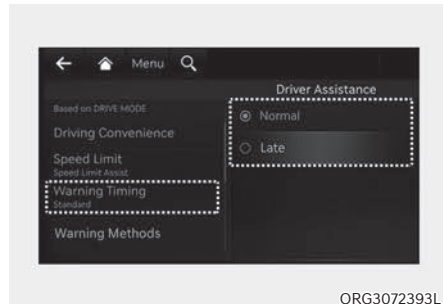 Menu
Driver Assistance
Based on DRIVE MODE
Driving Convenience
Speed Limit
Speed Limit Assist
Warning Timing
Standard
Warning Methods
Normal
Late
ORG3072393L